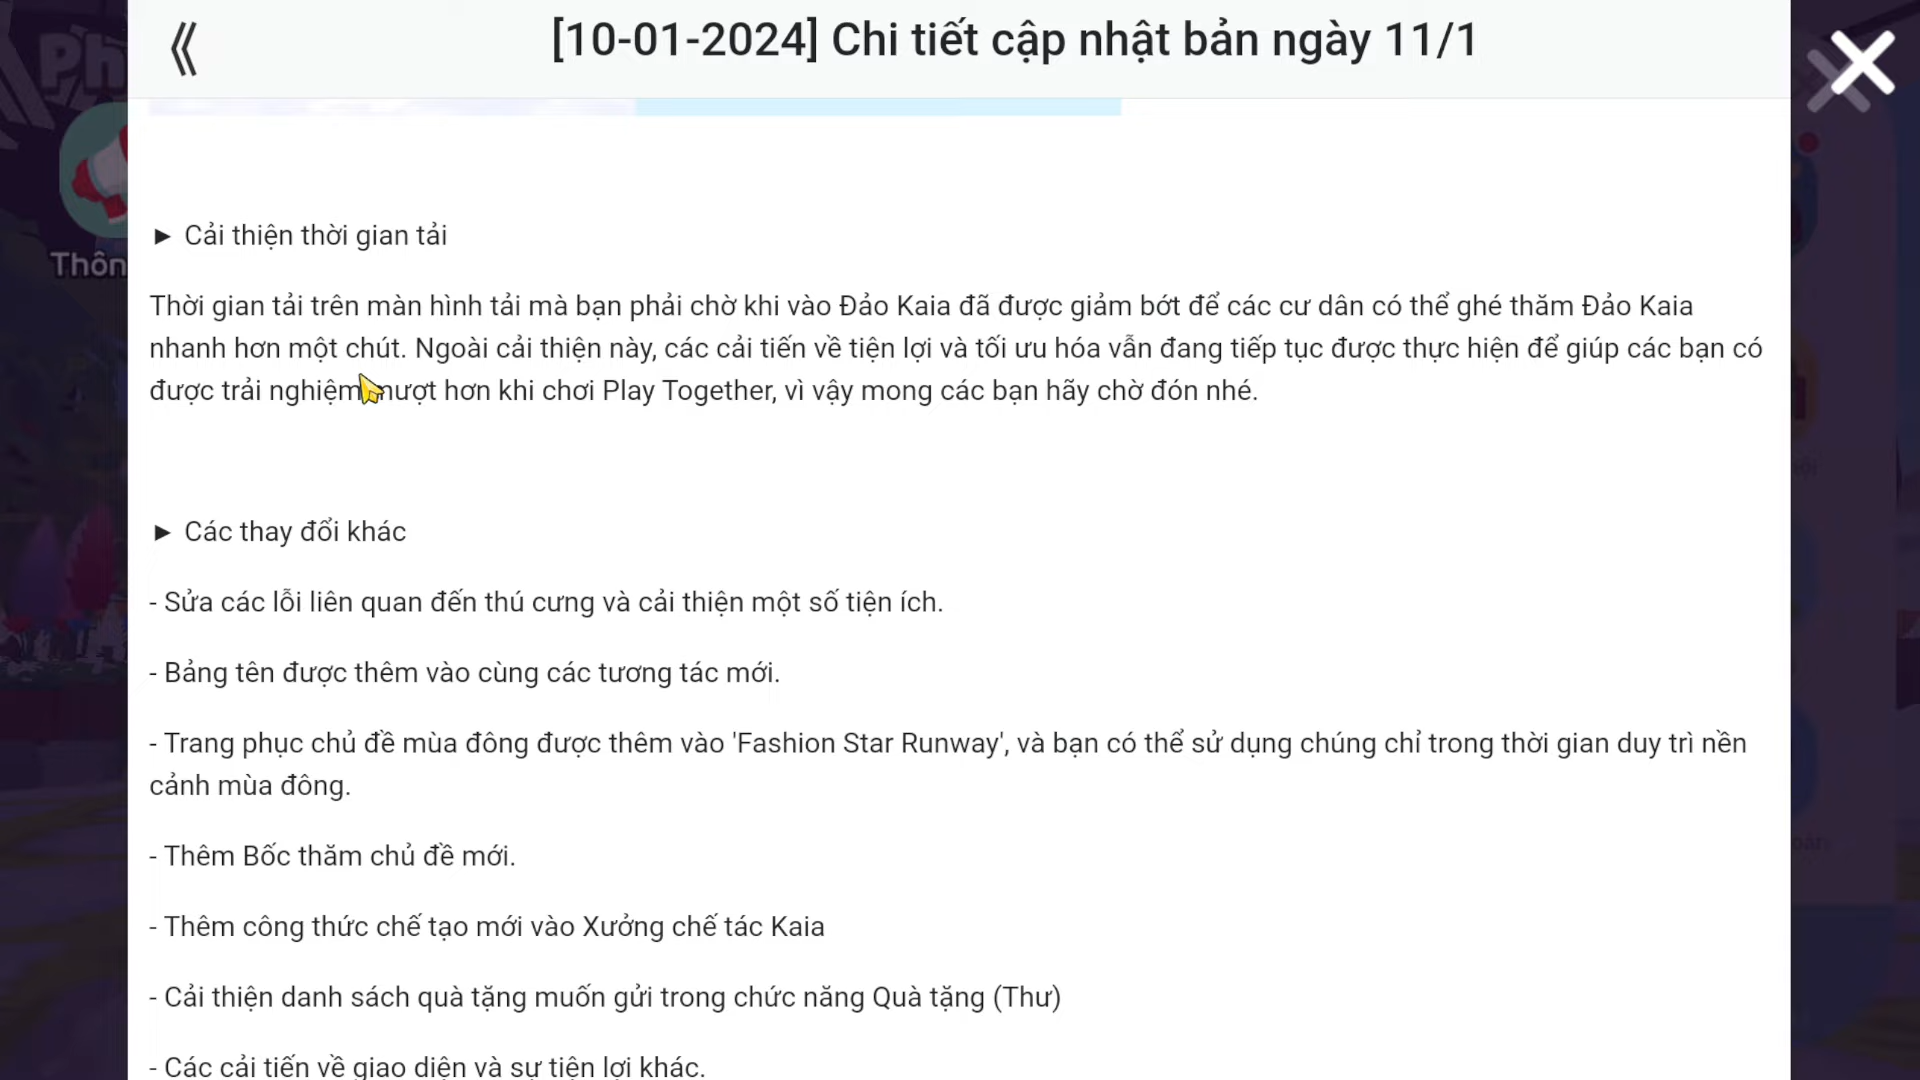 [10-01-2024] Chi tiết cập nhật bản ngày 11/1
Thôn
► Cải thiện thời gian tải
Thời gian tải trên màn hình tải mà bạn phải chờ khi vào Đảo Kaia đã được giảm bớt để các cư dân có thể ghé thăm Đảo Kaia
nhanh hơn một chút. Ngoài cải thiện này, các cải tiến về tiện lợi và tối ưu hóa vẫn đang tiếp tục được thực hiện để giúp các bạn có
được trải nghiệm mượt hơn khi chơi Play Together, vì vậy mong các bạn hãy chờ đón nhé.
► Các thay đổi khác
- Sửa các lỗi liên quan đến thú cưng và cải thiện một số tiện ích.
- Bảng tên được thêm vào cùng các tương tác mới.
- Trang phục chủ đề mùa đông được thêm vào 'Fashion Star Runway', và bạn có thể sử dụng chúng chỉ trong thời gian duy trì nền
cảnh mùa đông.
- Thêm Bốc thăm chủ đề mới.
- Thêm công thức chế tạo mới vào Xưởng chế tác Kaia
- Cải thiện danh sách quà tặng muốn gửi trong chức năng Quà tặng (Thư)
- Các cải tiến về giao diện và sự tiện lợi khác.